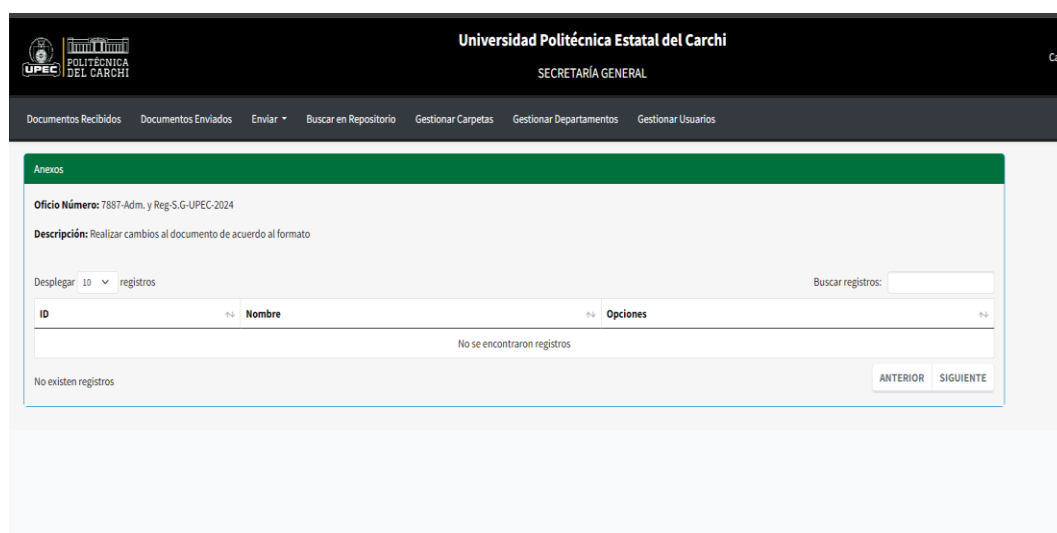 Universidad Politécnica Estatal del Carchi
UPEC
POLITÉCNICA
DEL CARCHI
SECRETARÍA GENERAL
Ca
Documentos Recibidos Documentos Enviados Enviar Buscar en Repositorio Gestionar Carpetas Gestionar Departamentos Gestionar Usuarios
Anexos
Oficio Número: 7887-Adm. y Reg-S.G-UPEC-2024
Descripción: Realizar cambios al documento de acuerdo al formato
Desplegar 10 registros Buscar registros:
ID Nombre Opciones
No se encontraron registros
No existen registros ANTERIOR SIGUIENTE